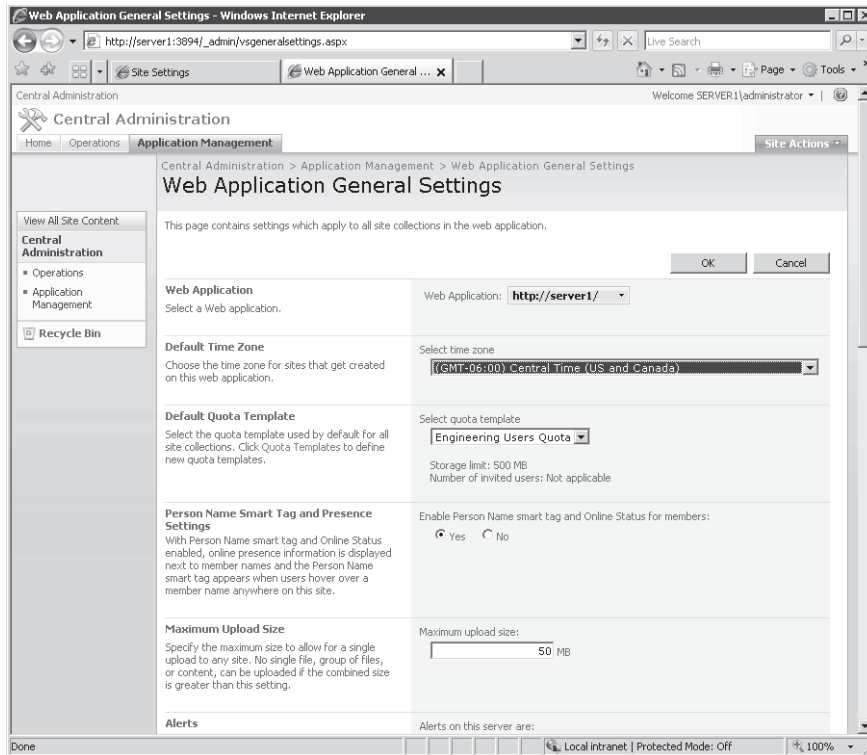 Web Application General Settings - Windows Internet Explorer
http://server1:3894/_admin/vsgeneralsettings.aspx
Live Search
Site Settings
Web Application General ...
Page
Tools
Central Administration
Welcome SERVER1\administrator
Central Administration
Home
Operations
Application Management
Site Actions
Central Administration > Application Management > Web Application General Settings
Web Application General Settings
View All Site Content
Central
Administration
Operations
Application
Management
Recycle Bin
This page contains settings which apply to all site collections in the web application.
OK
Cancel
Web Application
Select a Web application.
Web Application: http://server1/
Default Time Zone
Choose the time zone for sites that get created
on this web application.
Select time zone
(GMT-06:00) Central Time (US and Canada)
Default Quota Template
Select the quota template used by default for all
site collections. Click Quota Templates to define
new quota templates.
Select quota template
Engineering Users Quota
Storage limit: 500 MB
Number of invited users: Not applicable
Person Name Smart Tag and Presence
Settings
With Person Name smart tag and Online Status
enabled, online presence information is displayed
next to member names and the Person Name
smart tag appears when users hover over a
member name anywhere on this site.
Enable Person Name smart tag and Online Status for members:
Yes No
Maximum Upload Size
Specify the maximum size to allow for a single
upload to any site. No single file, group of files,
or content, can be uploaded if the combined size
is greater than this setting.
Maximum upload size:
50 MB
Alerts
Alerts on this server are:
Done
Local intranet | Protected Mode: Off
100%